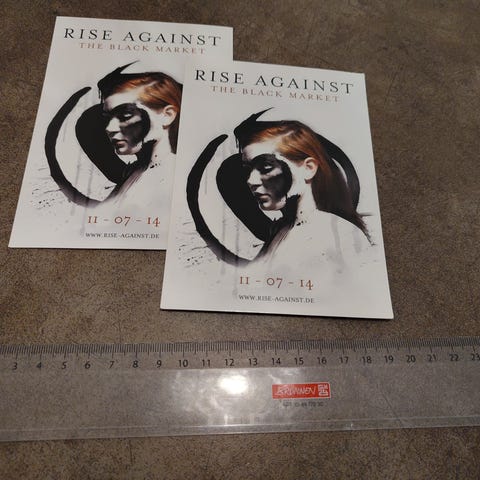 RISE AGAINST
THE BLACK MARKET
11 - 07 - 14
WWW.RISE-AGAINST.DE
RISE AGAINST
THE BLACK MARKET
11 - 07 - 14
WWW.RISE-AGAINST.DE
3 4 5 6 7 8 9 10 11 12 13 14 15 16 17 18 19 20 21 22 23
BRUNNEN